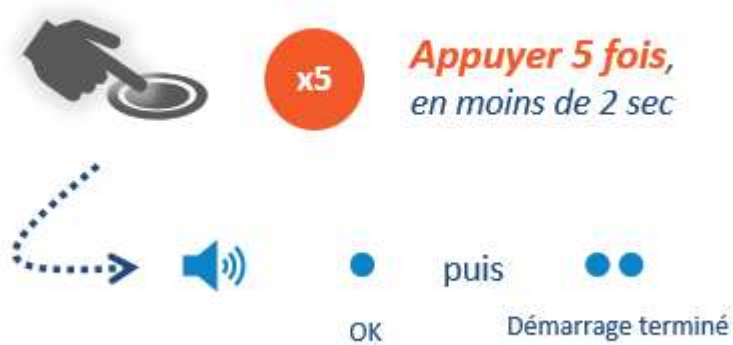 x5
Appuyer 5 fois,
en moins de 2 sec
puis
OK
Démarrage terminé